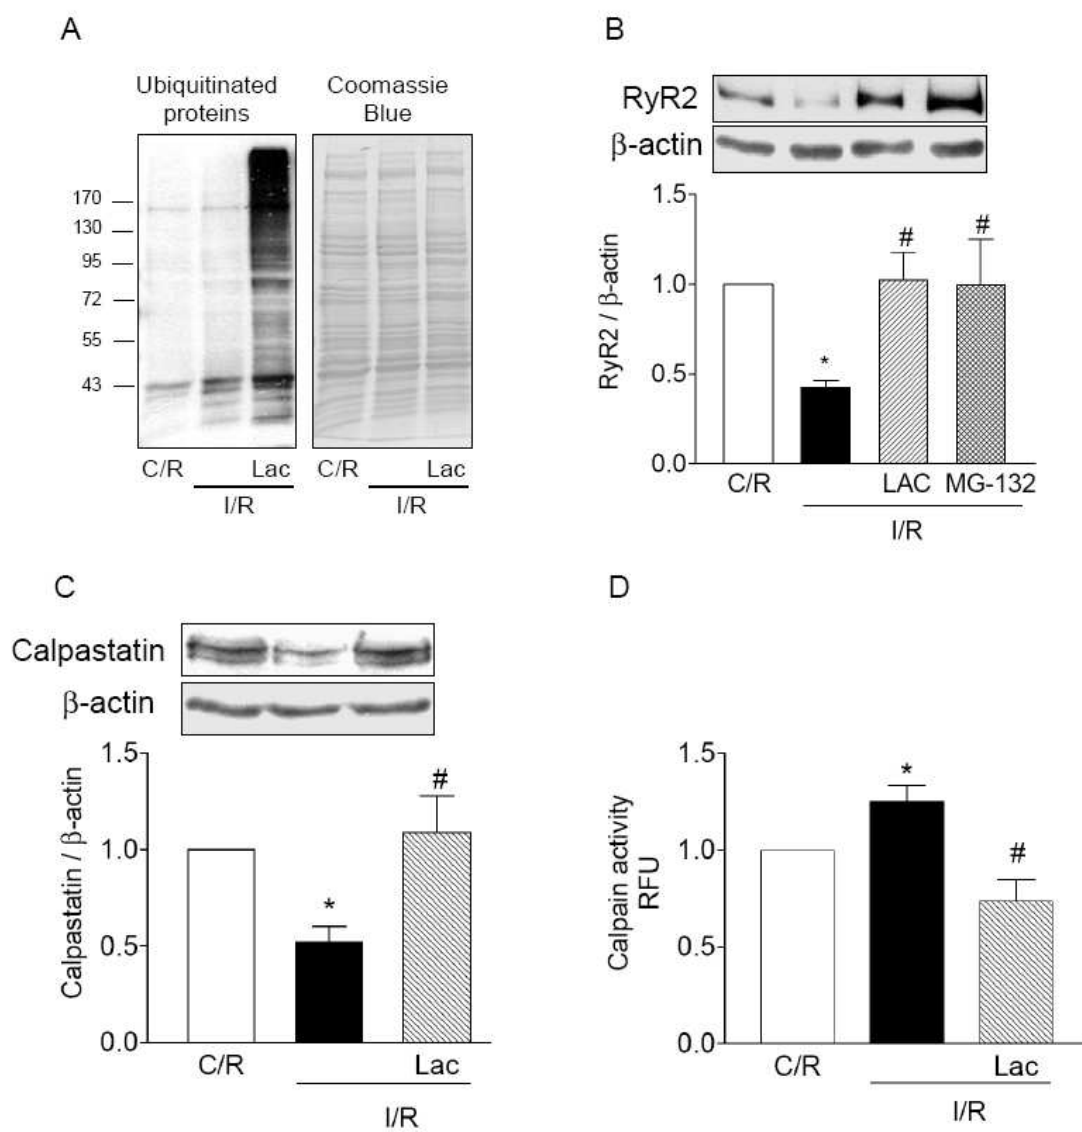 A
Ubiquitinated
proteins
Coomassie
Blue
170
130
95
72
55
43
C/R
Lac
I/R
C/R
Lac
I/R
B
RyR2
β-actin
RyR2 / β-actin
1.5
1.0
0.5
0.0
*
#
#
C/R
LAC
MG-132
I/R
C
Calpastatin
β-actin
Calpastatin / β-actin
1.5
1.0
0.5
0.0
*
#
C/R
Lac
I/R
D
Calpain activity
RFU
1.5
1.0
0.5
0.0
*
#
C/R
Lac
I/R